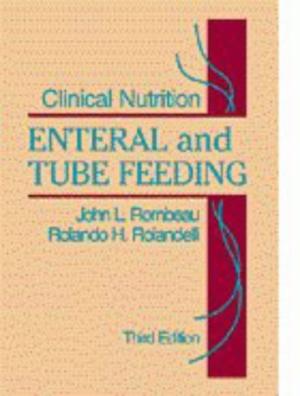 Clinical Nutrition
ENTERAL and
TUBE FEEDING
John L. Rombeau
Rolando H. Rolandelli
Third Edition